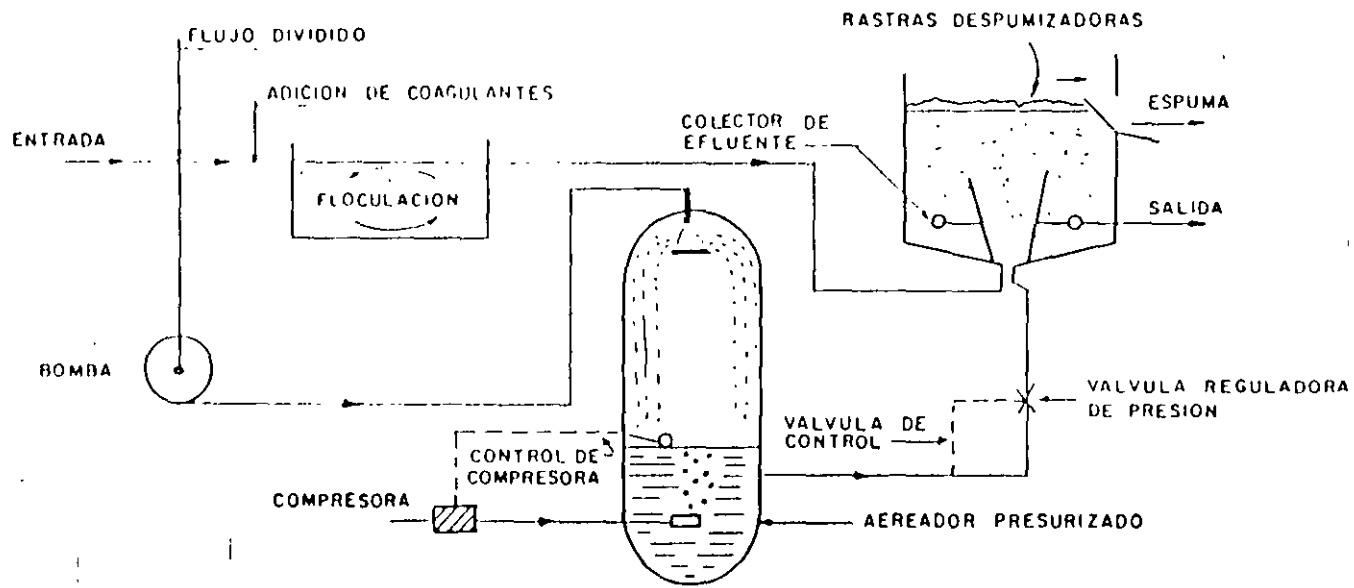 RASTRAS DESPUMIZADORAS
FLUJO DIVIDIDO
ADICION DE COAGULANTES
ENTRADA
COLECTOR DE
EFLUENTE
ESPUMA
FLOCULACION
SALIDA
BOMBA
VALVULA REGULADORA
DE PRESION
VALVULA DE
CONTROL
CONTROL DE
COMPRESORA
COMPRESORA
AEREADOR PRESURIZADO